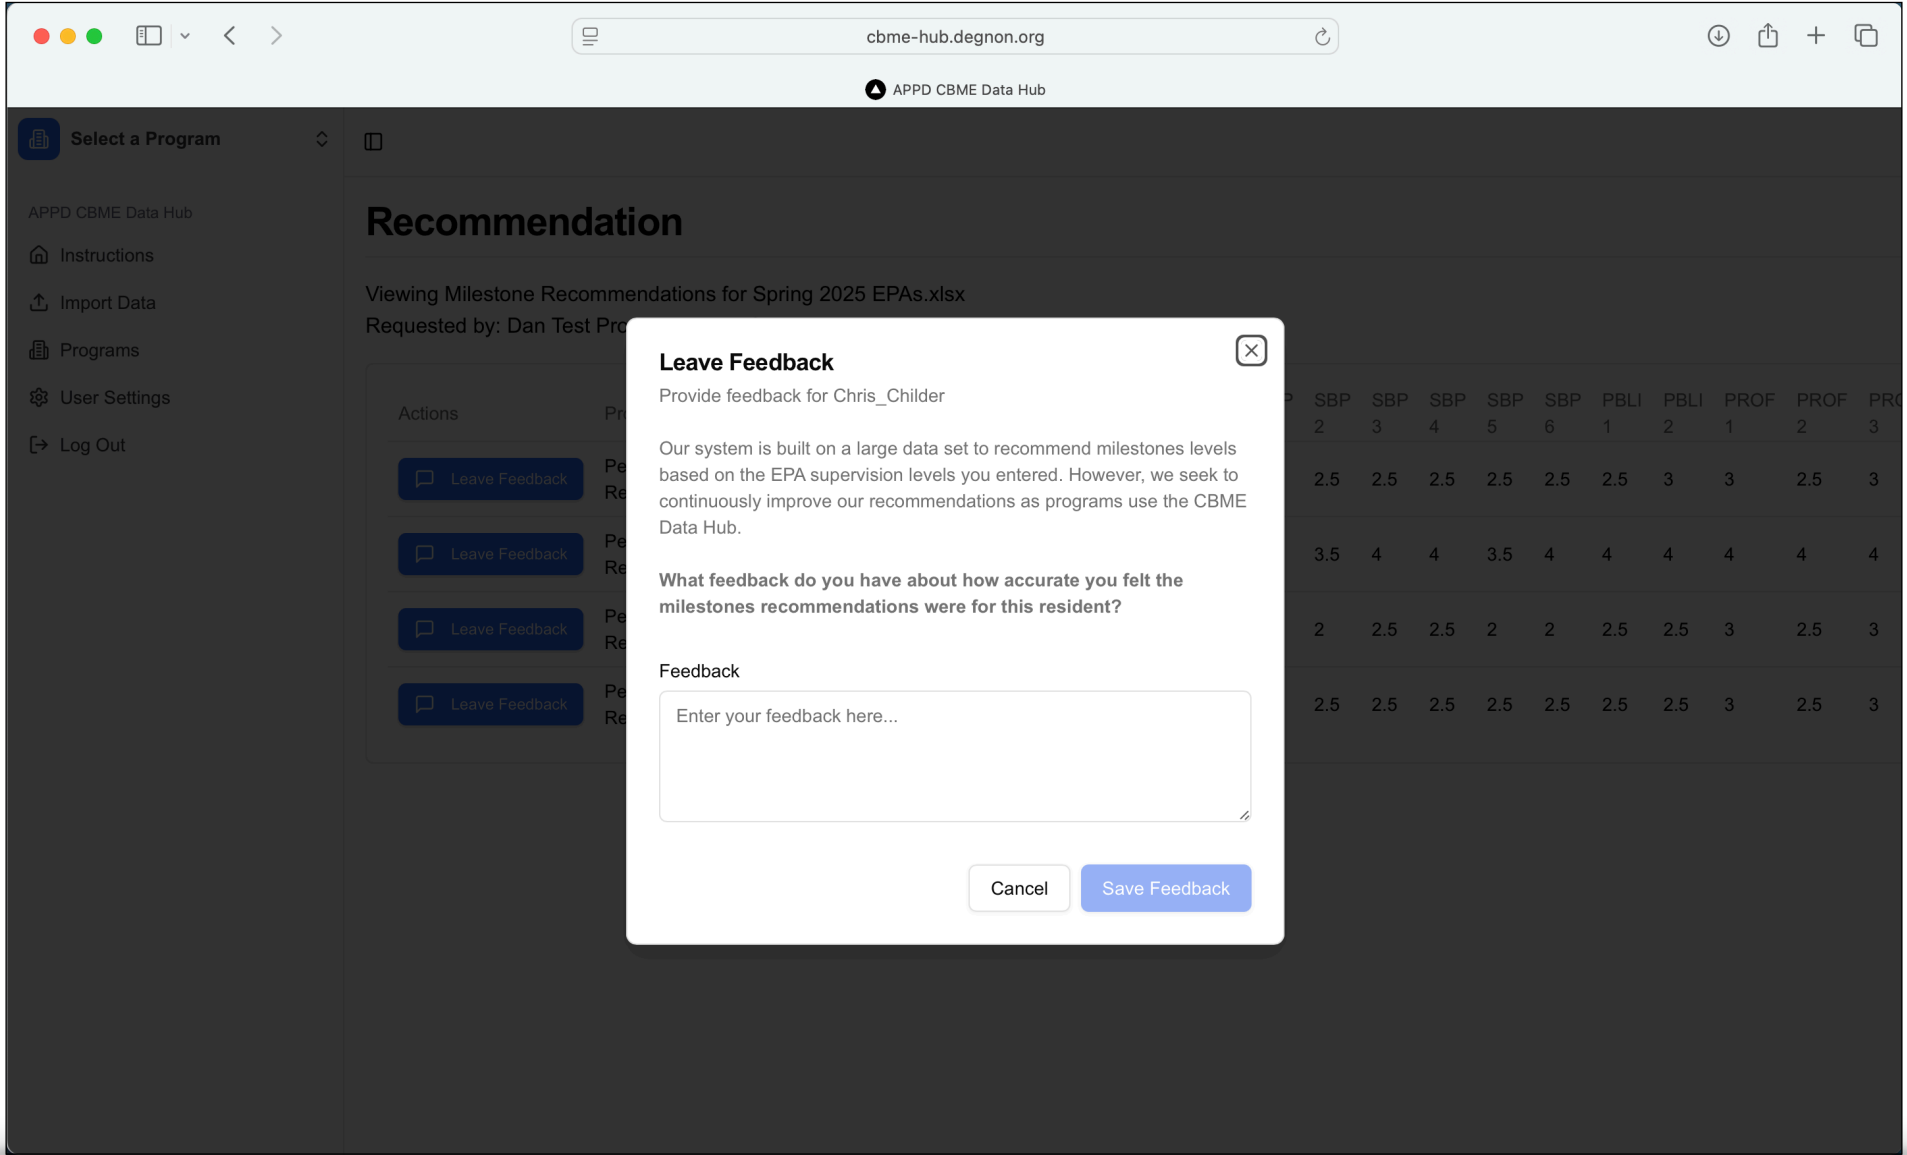 cbme-hub.degnon.org
APPD CBME Data Hub
Select a Program
APPD CBME Data Hub
Instructions
Import Data
Programs
User Settings
Log Out
Recommendation
Viewing Milestone Recommendations for Spring 2025 EPAs.xlsx
Requested by: Dan Test
Leave Feedback
Provide feedback for Chris_Childer
Our system is built on a large data set to recommend milestones levels
based on the EPA supervision levels you entered. However, we seek to
continuously improve our recommendations as programs use the CBME
Data Hub.
What feedback do you have about how accurate you felt the
milestones recommendations were for this resident?
Feedback
Enter your feedback here...
Cancel
Save Feedback
Actions SBP 2 SBP 3 SBP 4 SBP 5 SBP 6 PBLI 1 PBLI 2 PROF 1 PROF 2 3
Leave Feedback 2.5 2.5 2.5 2.5 2.5 2.5 3 3 2.5 3
Leave Feedback 3.5 4 4 3.5 4 4 4 4 4 4
Leave Feedback 2 2.5 2.5 2 2 2.5 2.5 3 2.5 3
Leave Feedback 2.5 2.5 2.5 2.5 2.5 2.5 2.5 3 2.5 3